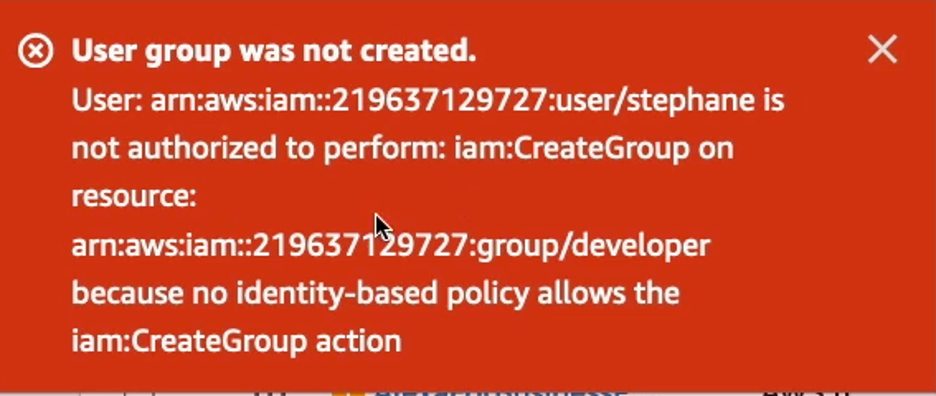 User group was not created.
User: arn:aws:iam::219637129727:user/stephane is
not authorized to perform: iam:CreateGroup on
resource:
arn:aws:iam::219637129727:group/developer
because no identity-based policy allows the
iam:CreateGroup action